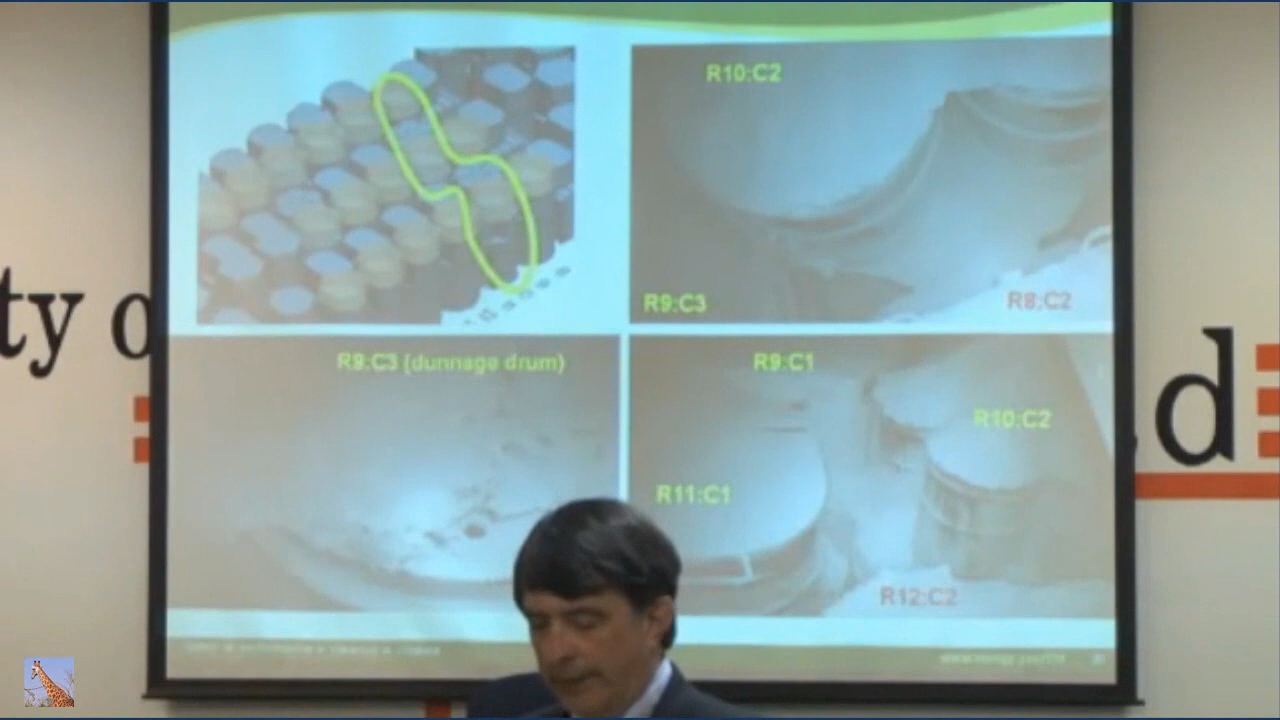 R10:C2
R9:C3
R8:C2
ty o
d
R9:C3 (dunnage drum)
R9:C1
R10:C2
R11:C1
R12:C2